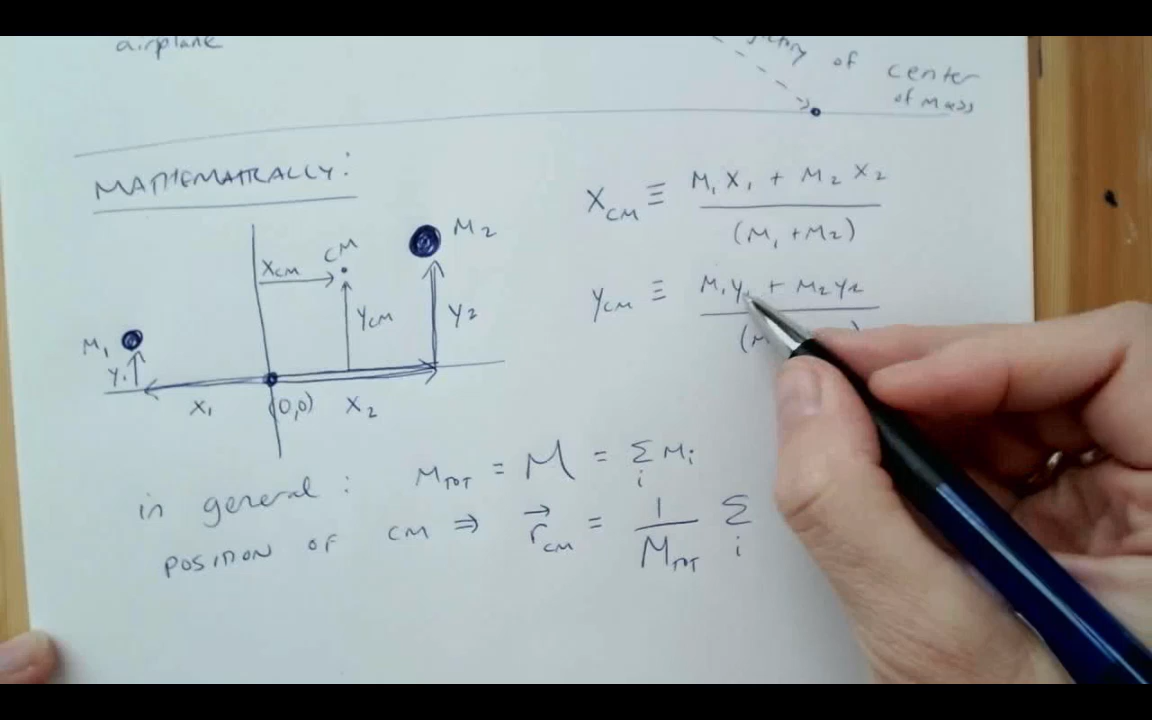 airplane
of center
of mass
MATHEMATICALLY:
X_CM ≡ M₁X₁ + M₂X₂ / (M₁ + M₂)
CM
M₂
X_CM
y_CM ≡ M₁y₁ + M₂y₂
Y_CM
Y₂
M₁
Y₁
X₁
(0,0)
X₂
in general: M_TOT = M = Σ_i M_i
POSITION OF CM ⇒ r⃗_CM = 1/M_TOT Σ_i